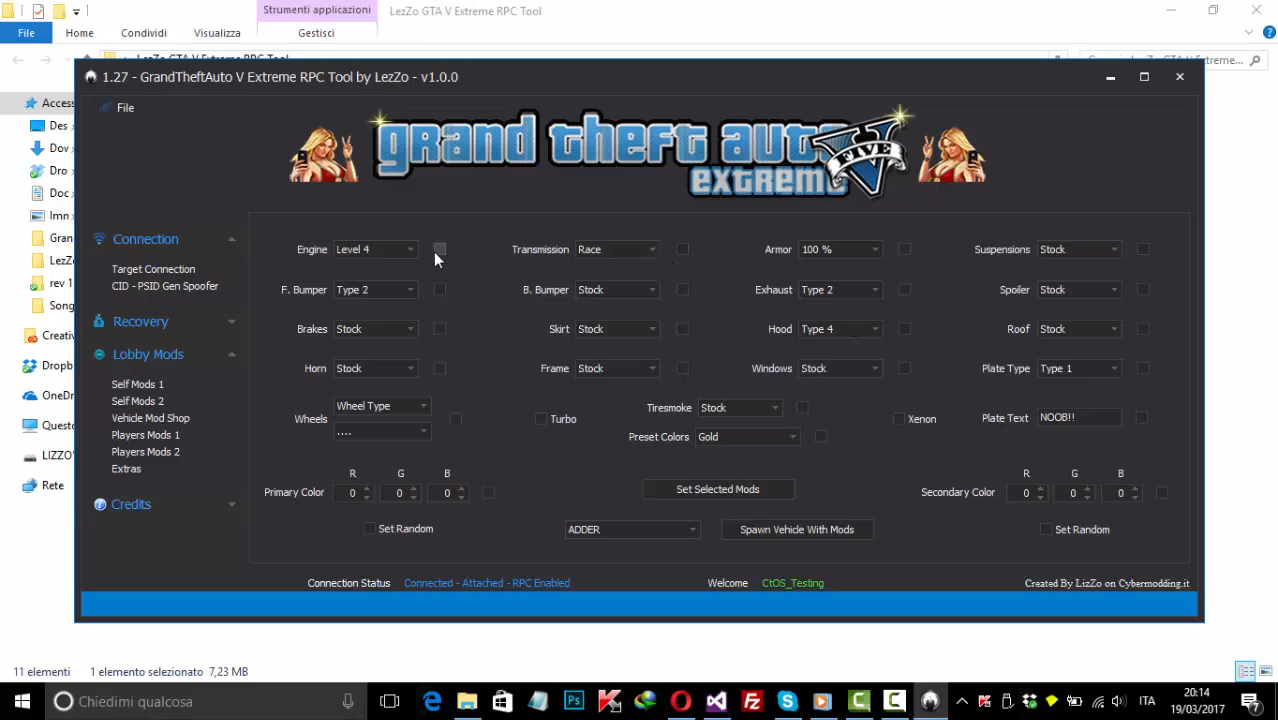 Strumenti applicazioni
LezZo GTA V Extreme RPC Tool
File Home Condividi Visualizza Gestisci
1.27 - GrandTheftAuto V Extreme RPC Tool by LezZo - v1.0.0
File
grand theft auto
FIVE
extreme
Access
Des
Dov
Dro
Doc
Imn
Gran
LezZ
rev 1
Song
Creativ
Dropb
OneDr
Questo
LIZZO'
Rete
Connection
Target Connection
CID - PSID Gen Spoofer
Recovery
Lobby Mods
Self Mods 1
Self Mods 2
Vehicle Mod Shop
Players Mods 1
Players Mods 2
Extras
Credits
Engine Level 4 Transmission Race Armor 100 % Suspensions Stock
F. Bumper Type 2 B. Bumper Stock Exhaust Type 2 Spoiler Stock
Brakes Stock Skirt Stock Hood Type 4 Roof Stock
Horn Stock Frame Stock Windows Stock Plate Type Type 1
Wheels Wheel Type Turbo Tiresmoke Stock Xenon Plate Text NOOB!!
.... Preset Colors Gold
R G B R G B
Primary Color 0 0 0 Set Selected Mods Secondary Color 0 0 0
Set Random ADDER Spawn Vehicle With Mods Set Random
Connection Status Connected - Attached - RPC Enabled Welcome CtOS_Testing Created By LizZo on Cybermodding.it
11 elementi 1 elemento selezionato 7,23 MB
Chiedimi qualcosa
ITA
20:14
19/03/2017
7